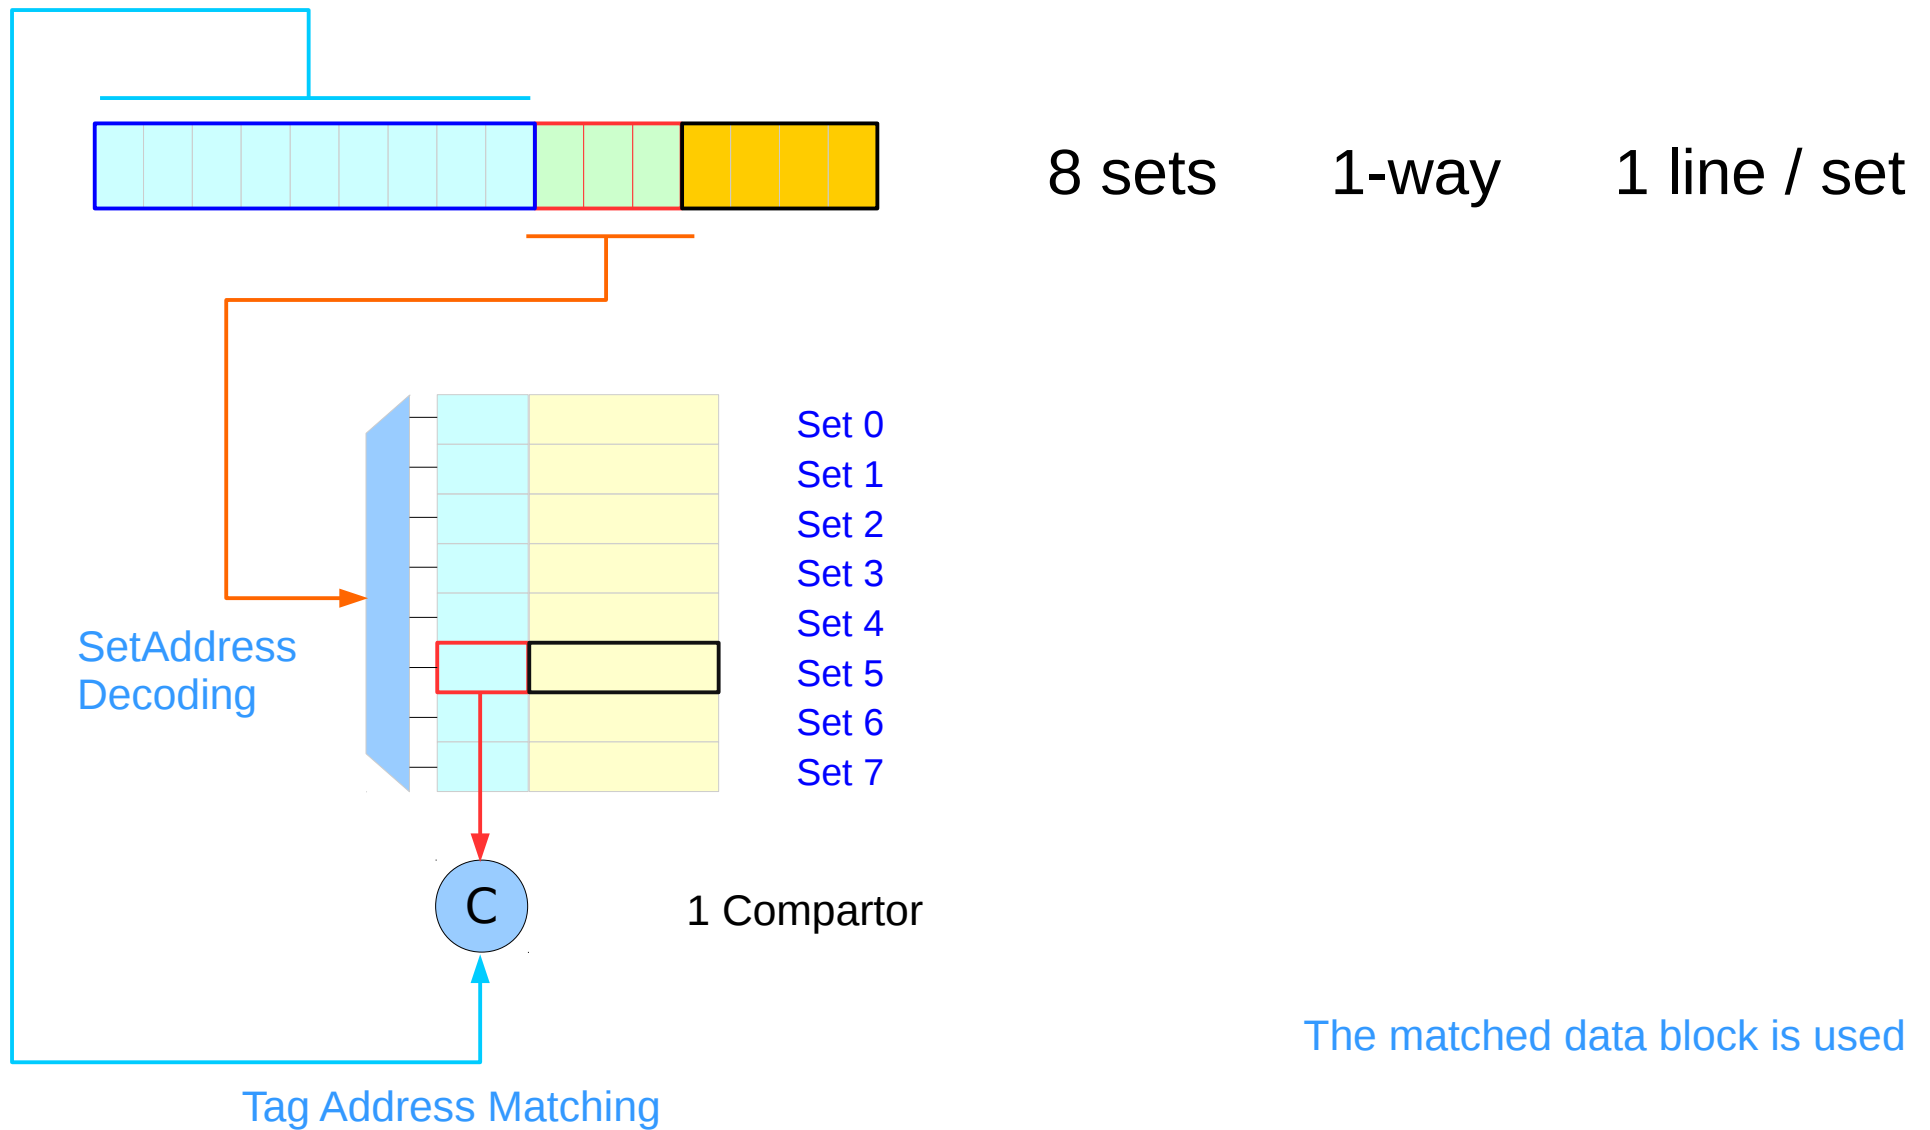 8 sets 1-way 1 line / set
Set 0
Set 1
Set 2
Set 3
Set 4
SetAddress
Decoding
Set 5
Set 6
Set 7
C
1 Compartor
The matched data block is used
Tag Address Matching